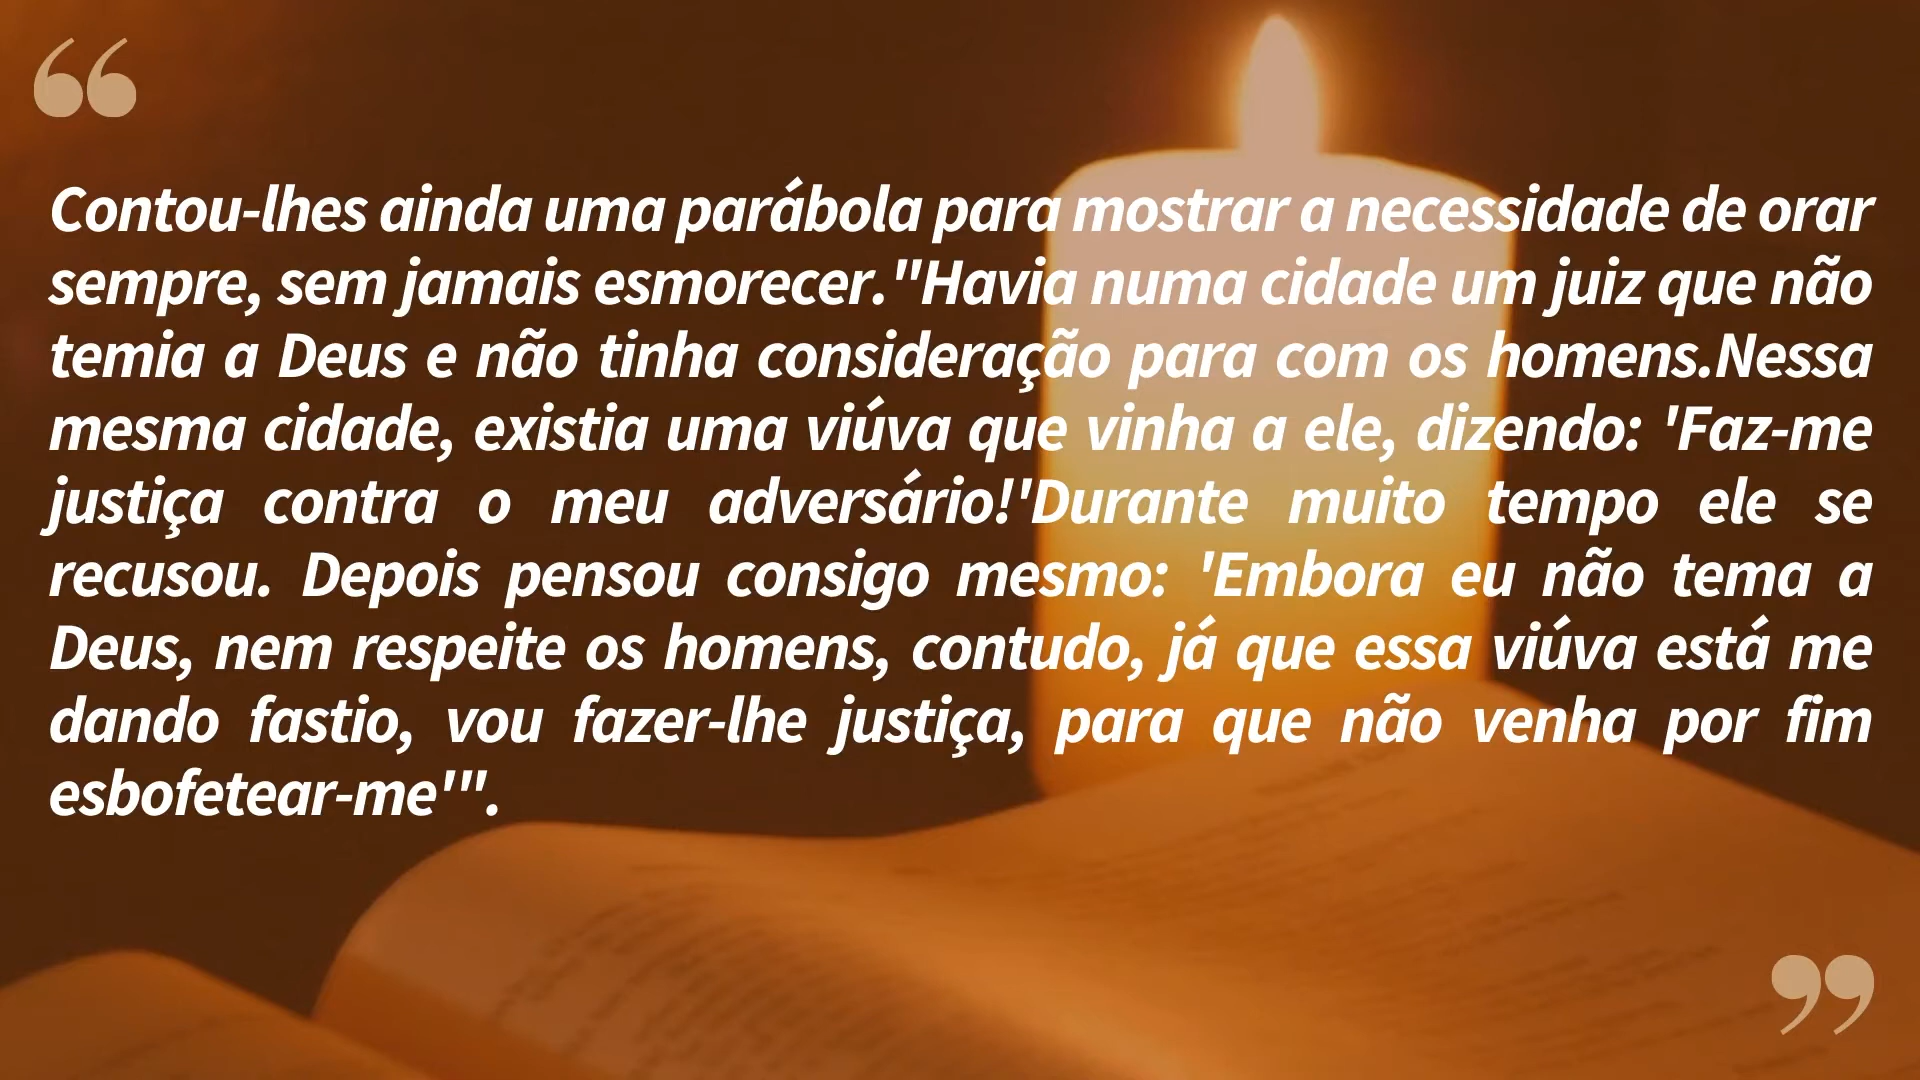 “
Contou-lhes ainda uma parábola para mostrar a necessidade de orar
sempre, sem jamais esmorecer."Havia numa cidade um juiz que não
temia a Deus e não tinha consideração para com os homens.Nessa
mesma cidade, existia uma viúva que vinha a ele, dizendo: 'Faz-me
justiça contra o meu adversário!'Durante muito tempo ele se
recusou. Depois pensou consigo mesmo: 'Embora eu não tema a
Deus, nem respeite os homens, contudo, já que essa viúva está me
dando fastio, vou fazer-lhe justiça, para que não venha por fim
esbofetear-me'".
”